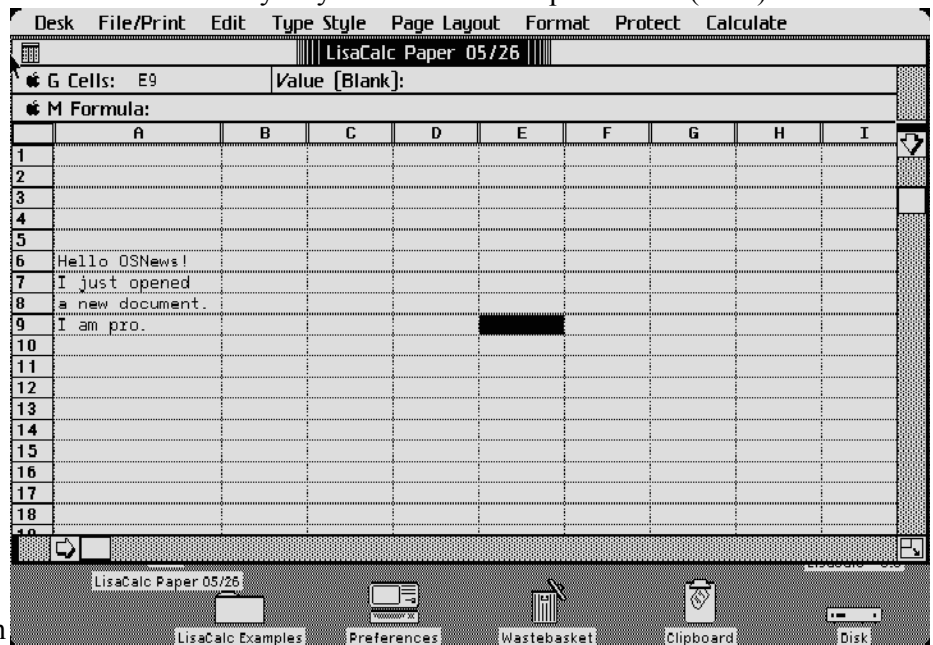 Desk File/Print Edit Type Style Page Layout Format Protect Calculate
LisaCalc Paper 05/26
G Cells: E9 Value [Blank]:
M Formula:
A B C D E F G H I
1
2
3
4
5
6 Hello OSNews!
7 I just opened
8 a new document.
9 I am pro.
10
11
12
13
14
15
16
17
18
LisaCalc Paper 05/26
LisaCalc Examples Preferences Wastebasket Clipboard Disk